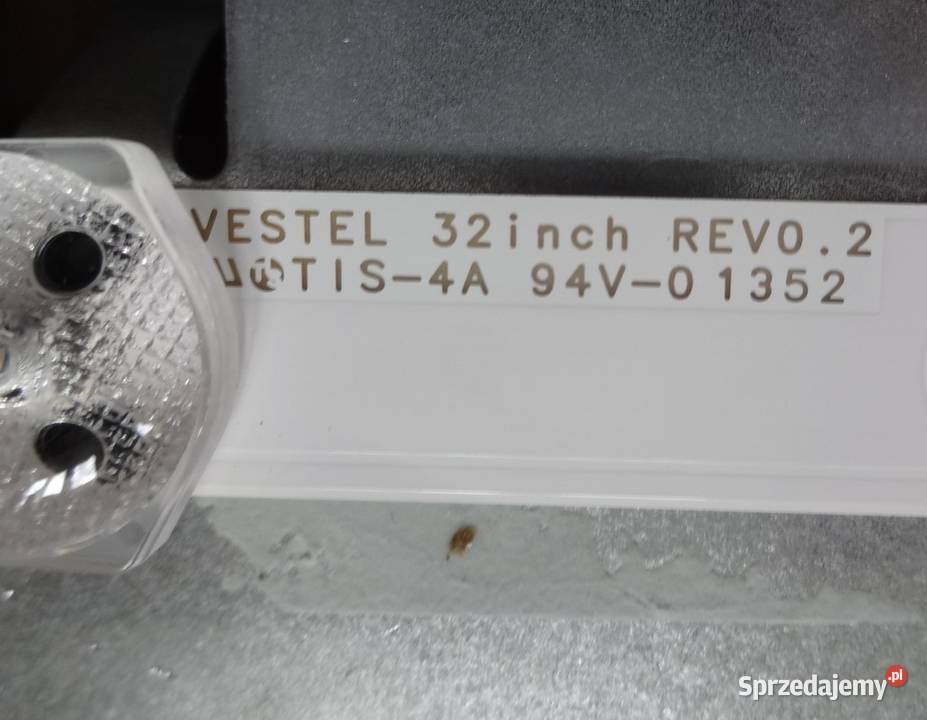 VESTEL 32inch REV0.2
TIS-4A 94V-0 1352
Sprzedajemy.pl